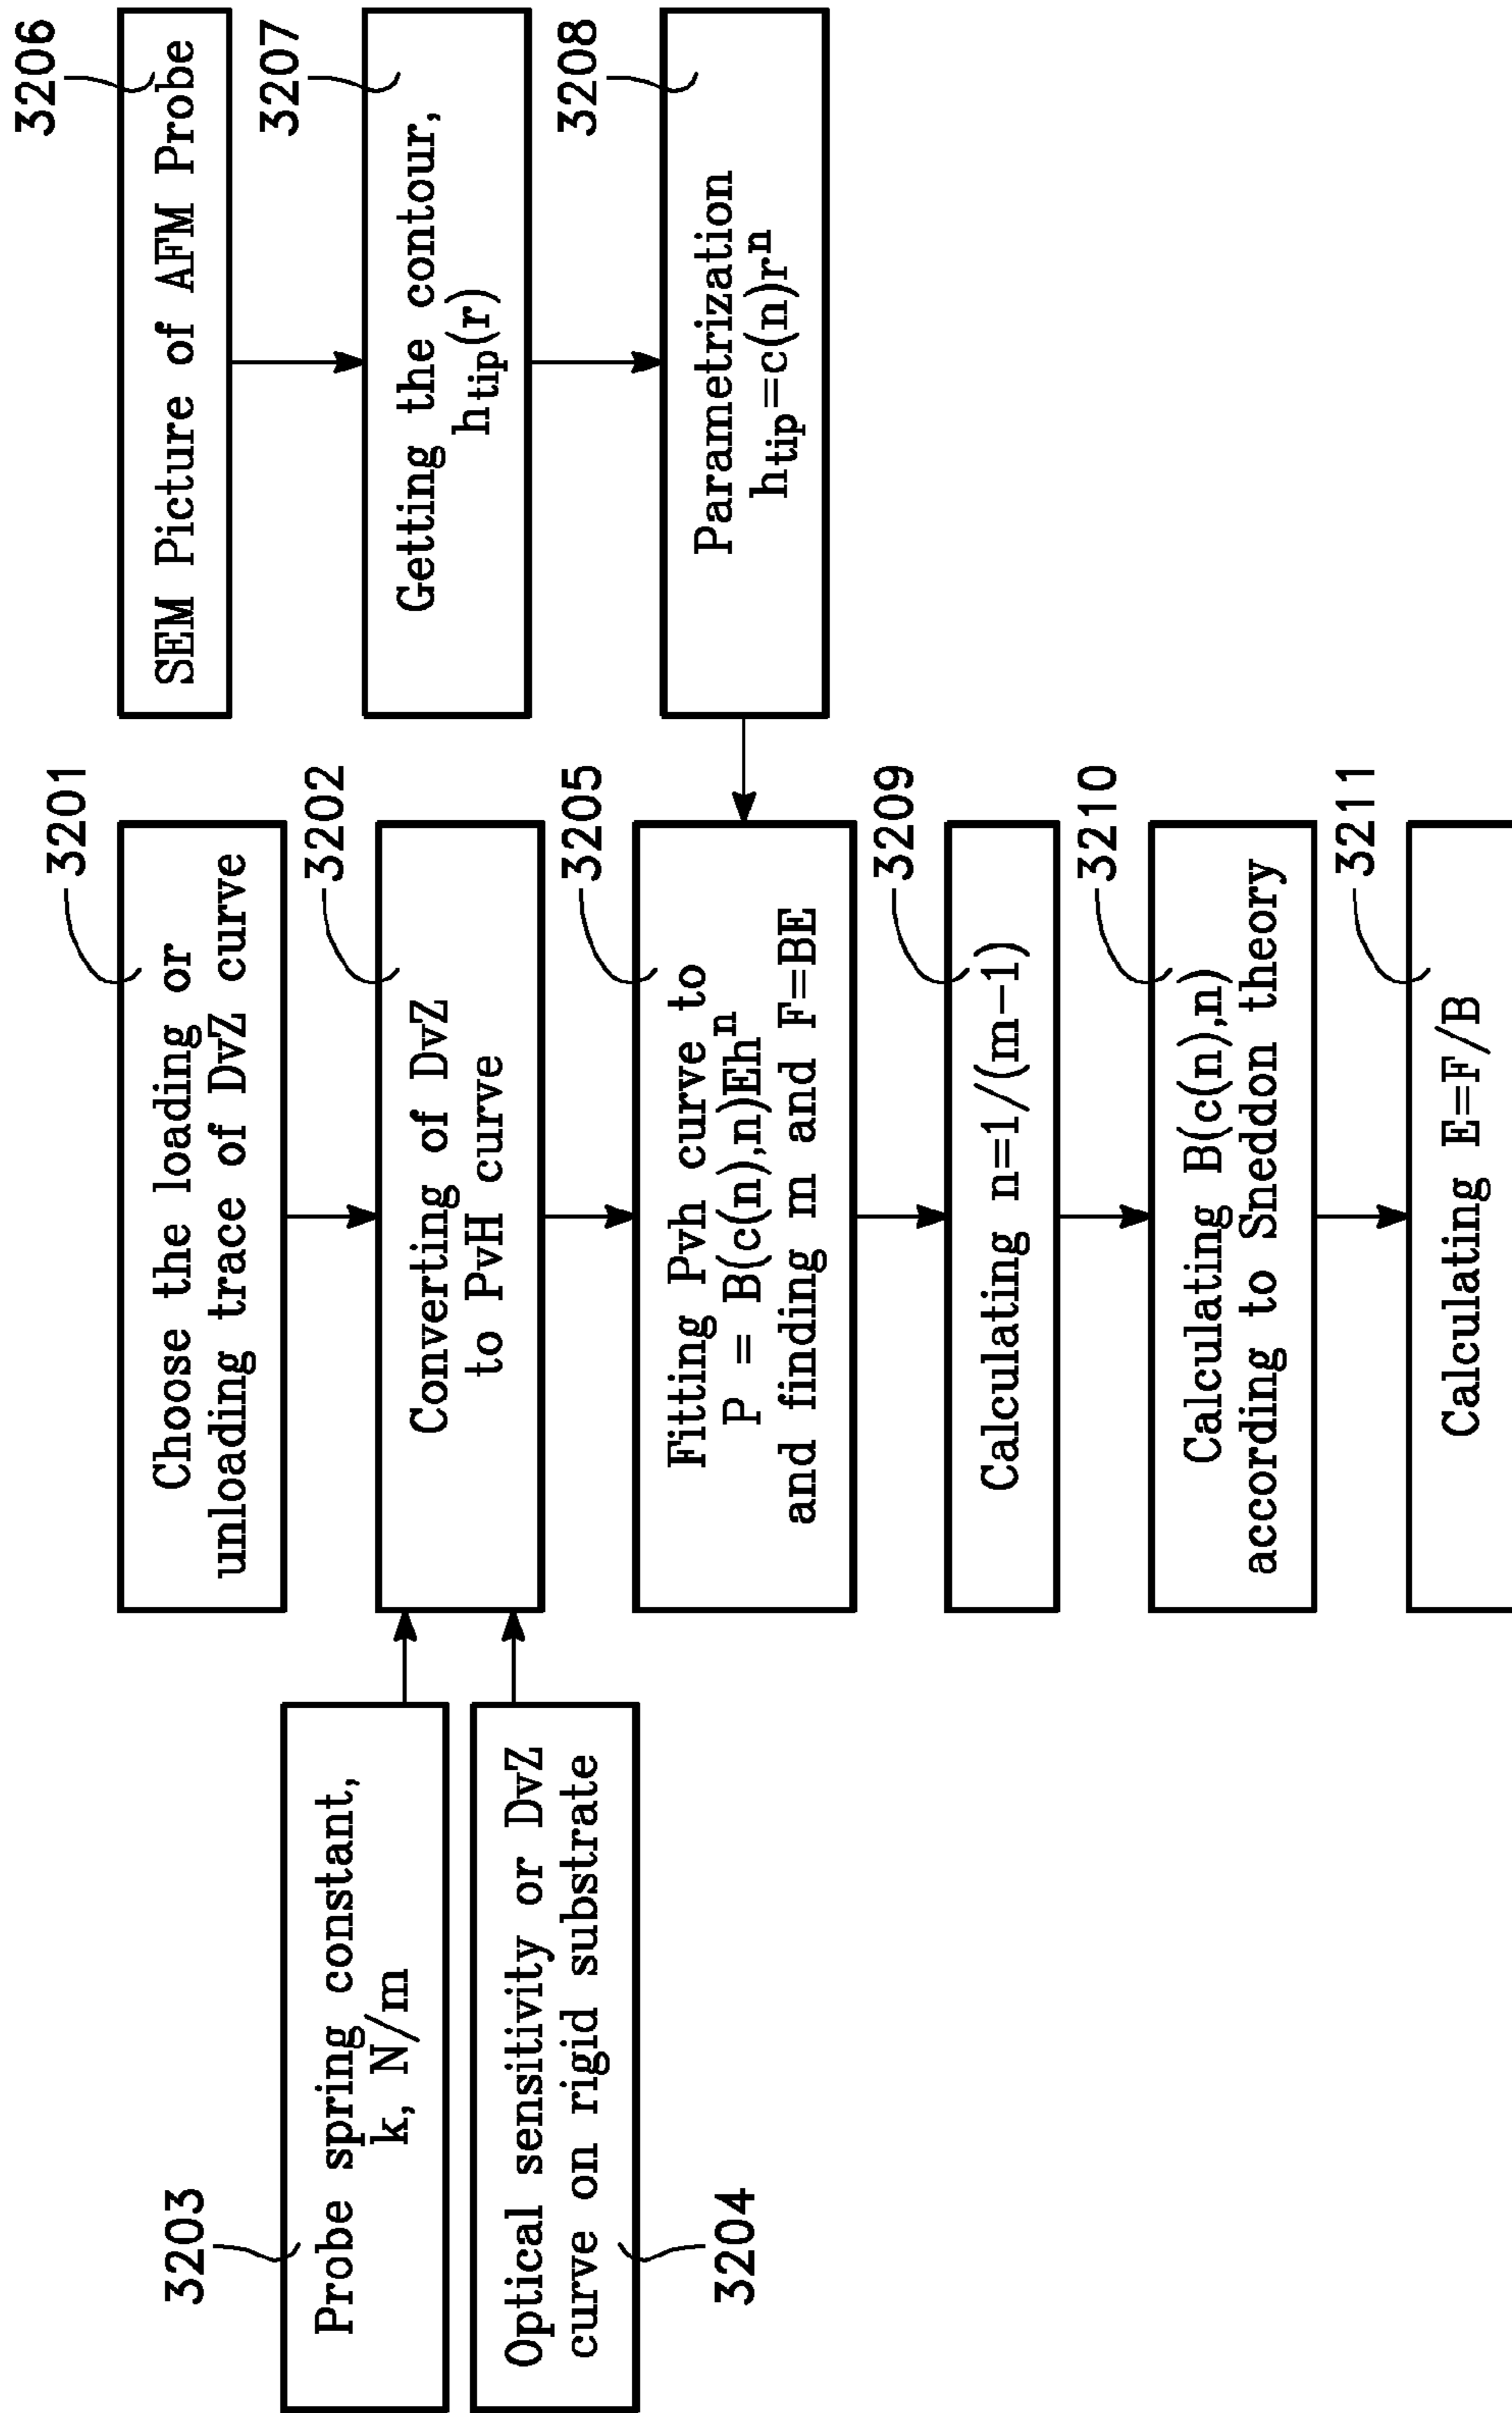 3201
Choose the loading or
unloading trace of DvZ curve
3202
Converting of DvZ
to PvH curve
3203
Probe spring constant,
k, N/m
3204
Optical sensitivity or DvZ
curve on rigid substrate
3205
Fitting Pvh curve to
P = B(c(n),n)Ehⁿ
and finding m and F=BE
3206
SEM Picture of AFM Probe
3207
Getting the contour,
htip(r)
3208
Parametrization
htip=c(n)rⁿ
3209
Calculating n=1/(m-1)
3210
Calculating B(c(n),n)
according to Sneddon theory
3211
Calculating E=F/B